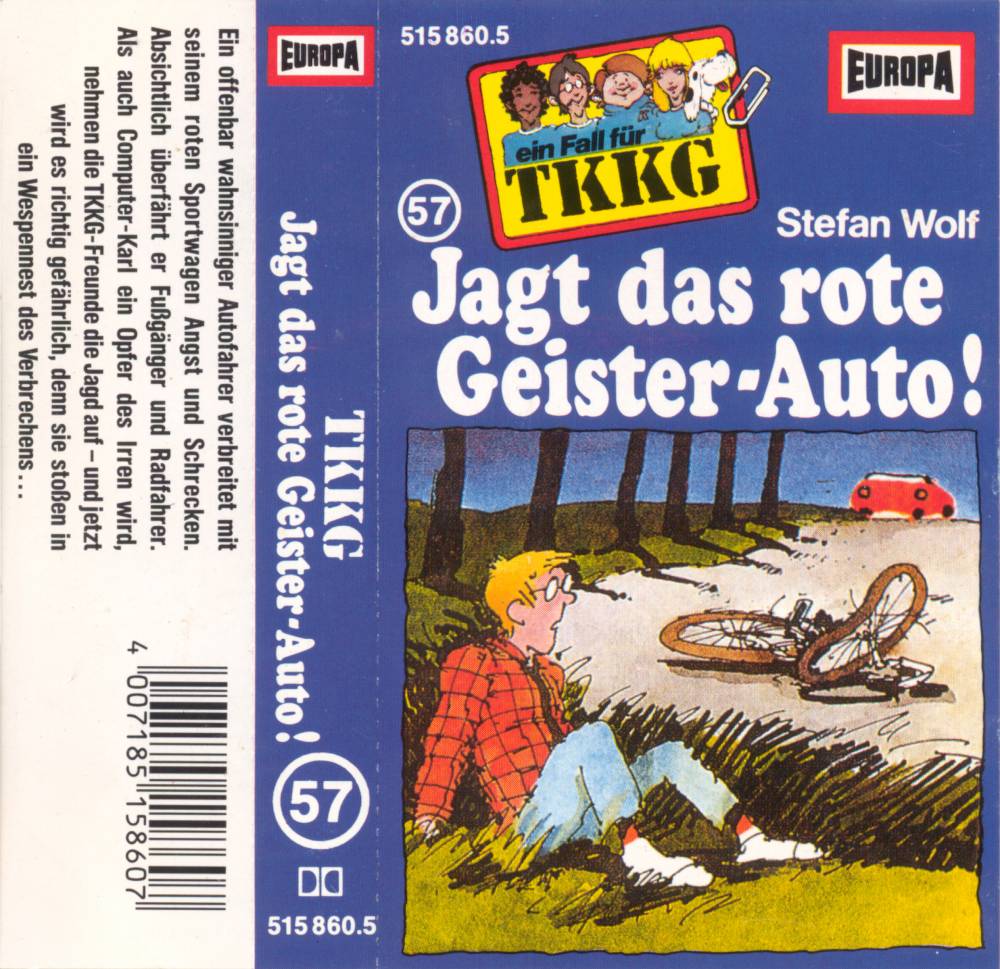 Ein offenbar wahnsinniger Autofahrer verbreitet mit
seinem roten Sportwagen Angst und Schrecken.
Absichtlich überfährt er Fußgänger und Radfahrer.
Als auch Computer-Karl ein Opfer des Irren wird,
nehmen die TKKG-Freunde die Jagd auf – und jetzt
wird es richtig gefährlich, denn sie stoßen in
ein Wespennest des Verbrechens...
4 007185 158607
EUROPA
TKKG
Jagt das rote Geister-Auto!
57
515 860.5
515 860.5
K
ein Fall für
TKKG
EUROPA
57
Stefan Wolf
Jagt das rote
Geister-Auto!